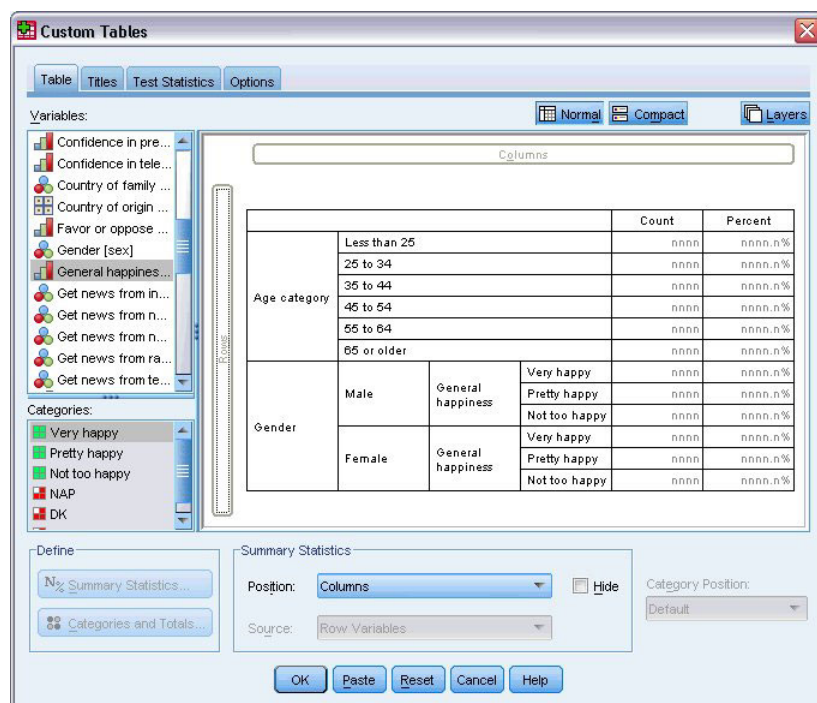 Custom Tables
Table Titles Test Statistics Options
Variables:
Normal Compact Layers
Confidence in pre...
Confidence in tele...
Country of family ...
Country of origin ...
Favor or oppose ...
Gender [sex]
General happines...
Get news from in...
Get news from n...
Get news from n...
Get news from ra...
Get news from te...
Categories:
Very happy
Pretty happy
Not too happy
NAP
DK
Columns
Rows
Count Percent
Age category Less than 25 nnnn nnnn.n%
25 to 34 nnnn nnnn.n%
35 to 44 nnnn nnnn.n%
45 to 54 nnnn nnnn.n%
55 to 64 nnnn nnnn.n%
65 or older nnnn nnnn.n%
Gender Male General happiness Very happy nnnn nnnn.n%
Pretty happy nnnn nnnn.n%
Not too happy nnnn nnnn.n%
Female General happiness Very happy nnnn nnnn.n%
Pretty happy nnnn nnnn.n%
Not too happy nnnn nnnn.n%
Define
N% Summary Statistics...
Categories and Totals...
Summary Statistics
Position: Columns Hide
Source: Row Variables
Category Position:
Default
OK Paste Reset Cancel Help